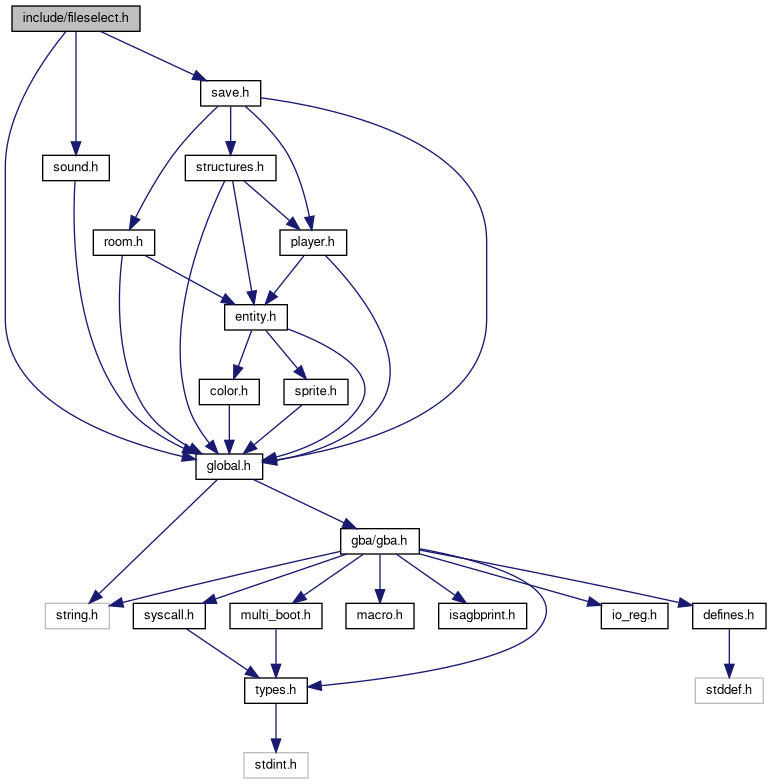 include/fileselect.h
save.h
sound.h
structures.h
room.h
player.h
entity.h
color.h
sprite.h
global.h
gba/gba.h
string.h
syscall.h
multi_boot.h
macro.h
isagbprint.h
io_reg.h
defines.h
types.h
stddef.h
stdint.h